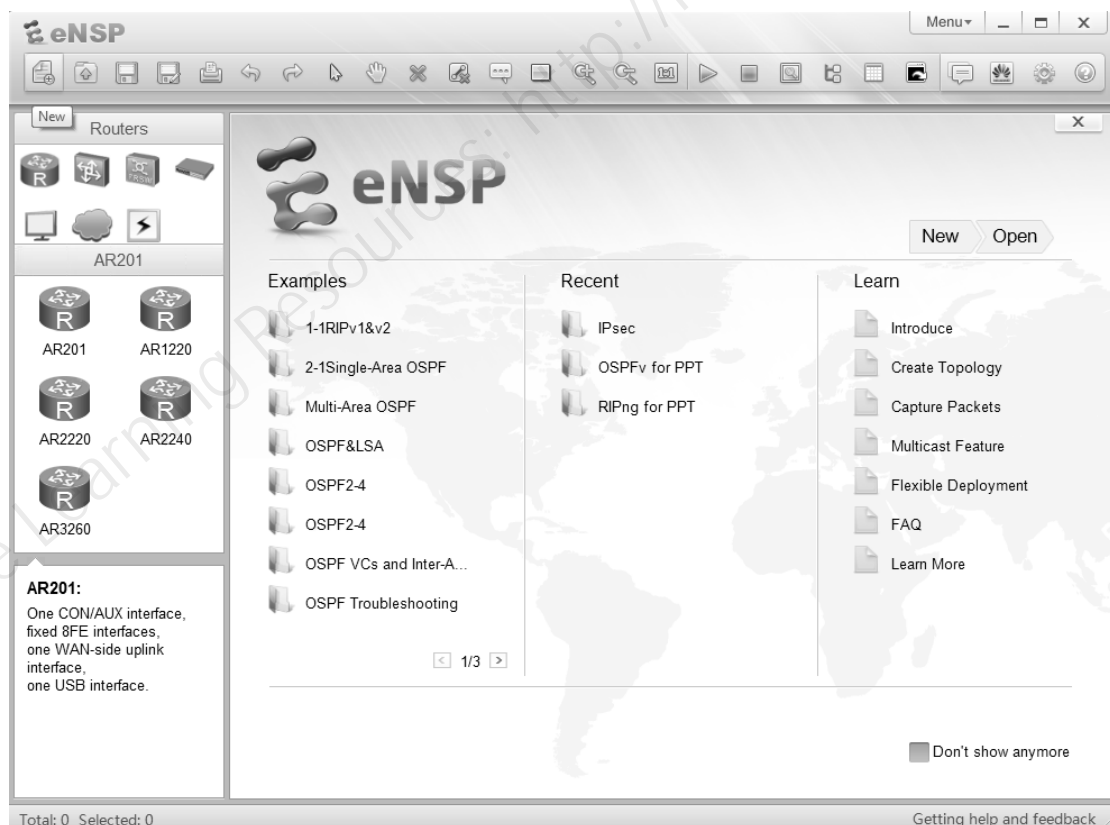 eNSP
Menu
New
Routers
AR201
AR201
AR1220
AR2220
AR2240
AR3260
AR201:
One CON/AUX interface,
fixed 8FE interfaces,
one WAN-side uplink
interface,
one USB interface.
eNSP
New
Open
Examples
1-1RIPv1&v2
2-1Single-Area OSPF
Multi-Area OSPF
OSPF&LSA
OSPF2-4
OSPF2-4
OSPF VCs and Inter-A...
OSPF Troubleshooting
1/3
Recent
IPsec
OSPFv for PPT
RIPng for PPT
Learn
Introduce
Create Topology
Capture Packets
Multicast Feature
Flexible Deployment
FAQ
Learn More
Don't show anymore
Total: 0 Selected: 0
Getting help and feedback
Learning Resources: http://